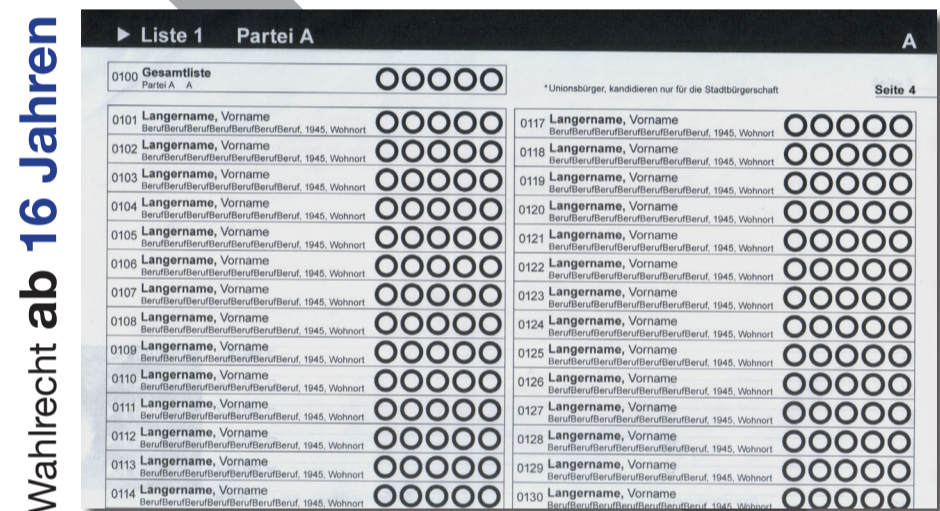 Wahlrecht ab 16 Jahren
▶ Liste 1 Partei A
A
0100 Gesamtliste
Partei A A
*Unionsbürger, kandidieren nur für die Stadtbürgerschaft
Seite 4
0101 Langername, Vorname
BerufBerufBerufBerufBerufBeruf, 1945, Wohnort
0102 Langername, Vorname
BerufBerufBerufBerufBerufBeruf, 1945, Wohnort
0103 Langername, Vorname
BerufBerufBerufBerufBerufBeruf, 1945, Wohnort
0104 Langername, Vorname
BerufBerufBerufBerufBerufBeruf, 1945, Wohnort
0105 Langername, Vorname
BerufBerufBerufBerufBerufBeruf, 1945, Wohnort
0106 Langername, Vorname
BerufBerufBerufBerufBerufBeruf, 1945, Wohnort
0107 Langername, Vorname
BerufBerufBerufBerufBerufBeruf, 1945, Wohnort
0108 Langername, Vorname
BerufBerufBerufBerufBerufBeruf, 1945, Wohnort
0109 Langername, Vorname
BerufBerufBerufBerufBerufBeruf, 1945, Wohnort
0110 Langername, Vorname
BerufBerufBerufBerufBerufBeruf, 1945, Wohnort
0111 Langername, Vorname
BerufBerufBerufBerufBerufBeruf, 1945, Wohnort
0112 Langername, Vorname
BerufBerufBerufBerufBerufBeruf, 1945, Wohnort
0113 Langername, Vorname
BerufBerufBerufBerufBerufBeruf, 1945, Wohnort
0114 Langername, Vorname
BerufBerufBerufBerufBerufBeruf, 1945, Wohnort
0117 Langername, Vorname
BerufBerufBerufBerufBerufBeruf, 1945, Wohnort
0118 Langername, Vorname
BerufBerufBerufBerufBerufBeruf, 1945, Wohnort
0119 Langername, Vorname
BerufBerufBerufBerufBerufBeruf, 1945, Wohnort
0120 Langername, Vorname
BerufBerufBerufBerufBerufBeruf, 1945, Wohnort
0121 Langername, Vorname
BerufBerufBerufBerufBerufBeruf, 1945, Wohnort
0122 Langername, Vorname
BerufBerufBerufBerufBerufBeruf, 1945, Wohnort
0123 Langername, Vorname
BerufBerufBerufBerufBerufBeruf, 1945, Wohnort
0124 Langername, Vorname
BerufBerufBerufBerufBerufBeruf, 1945, Wohnort
0125 Langername, Vorname
BerufBerufBerufBerufBerufBeruf, 1945, Wohnort
0126 Langername, Vorname
BerufBerufBerufBerufBerufBeruf, 1945, Wohnort
0127 Langername, Vorname
BerufBerufBerufBerufBerufBeruf, 1945, Wohnort
0128 Langername, Vorname
BerufBerufBerufBerufBerufBeruf, 1945, Wohnort
0129 Langername, Vorname
BerufBerufBerufBerufBerufBeruf, 1945, Wohnort
0130 Langername, Vorname
BerufBerufBerufBerufBerufBeruf, 1945, Wohnort